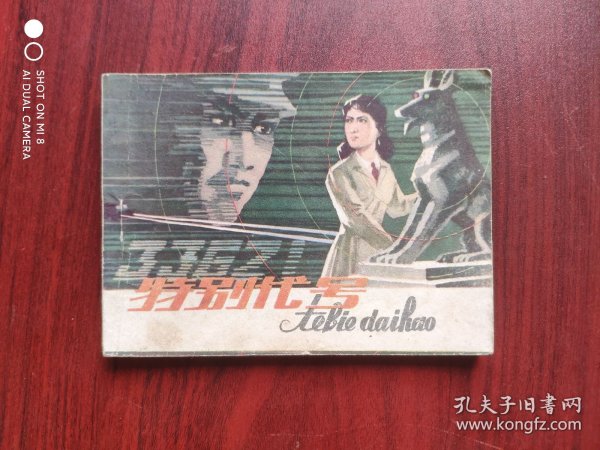 SHOT ON MI 8
AI DUAL CAMERA
特别代号
tèbie daihao
孔夫子旧书网
www.kongfz.com